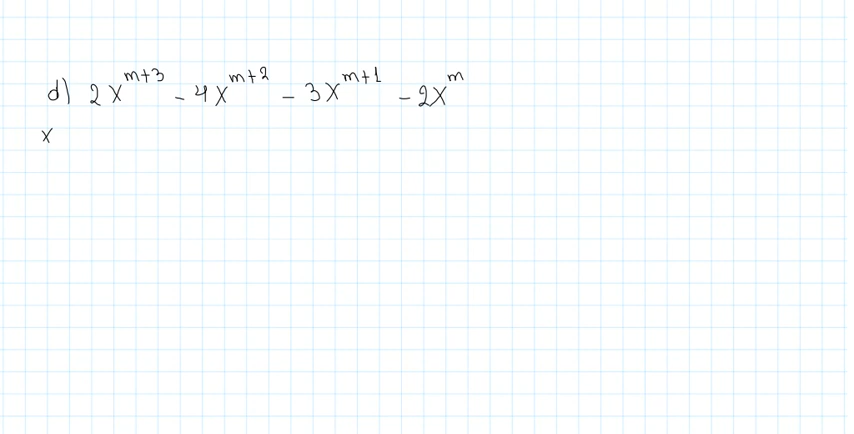 d) 2x^{m+3} - 4x^{m+2} - 3x^{m+1} - 2x^{m}
x